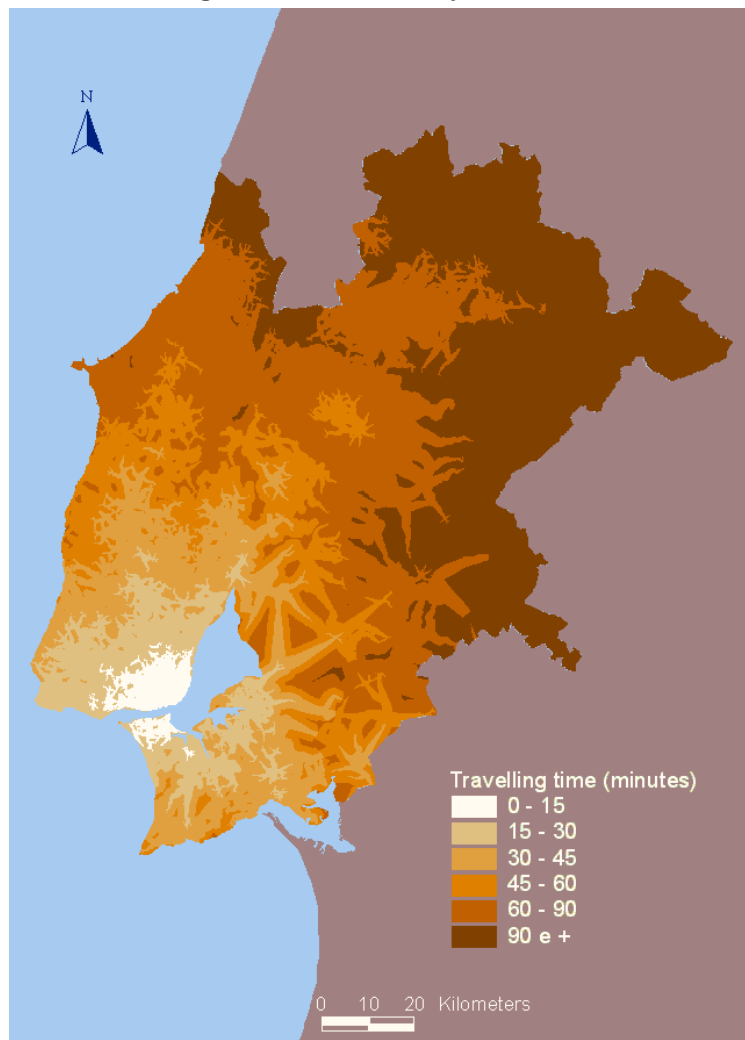 N
Travelling time (minutes)
0 - 15
15 - 30
30 - 45
45 - 60
60 - 90
90 e +
0 10 20 Kilometers